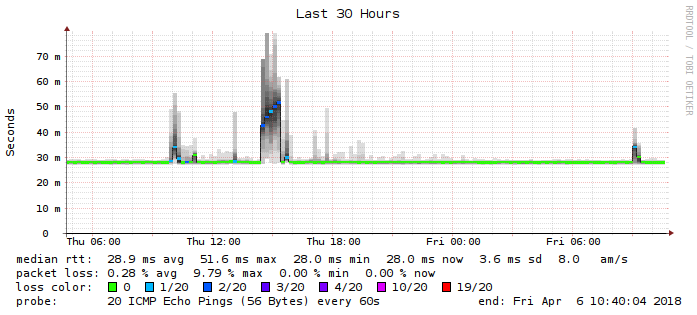 Last 30 Hours
RRDTOOL / TOBI OETIKER
Seconds
70 m
60 m
50 m
40 m
30 m
20 m
10 m
0
Thu 06:00 Thu 12:00 Thu 18:00 Fri 00:00 Fri 06:00
median rtt: 28.9 ms avg 51.6 ms max 28.0 ms min 28.0 ms now 3.6 ms sd 8.0 am/s
packet loss: 0.28 % avg 9.79 % max 0.00 % min 0.00 % now
loss color: 0 1/20 2/20 3/20 4/20 10/20 19/20
probe: 20 ICMP Echo Pings (56 Bytes) every 60s end: Fri Apr 6 10:40:04 2018